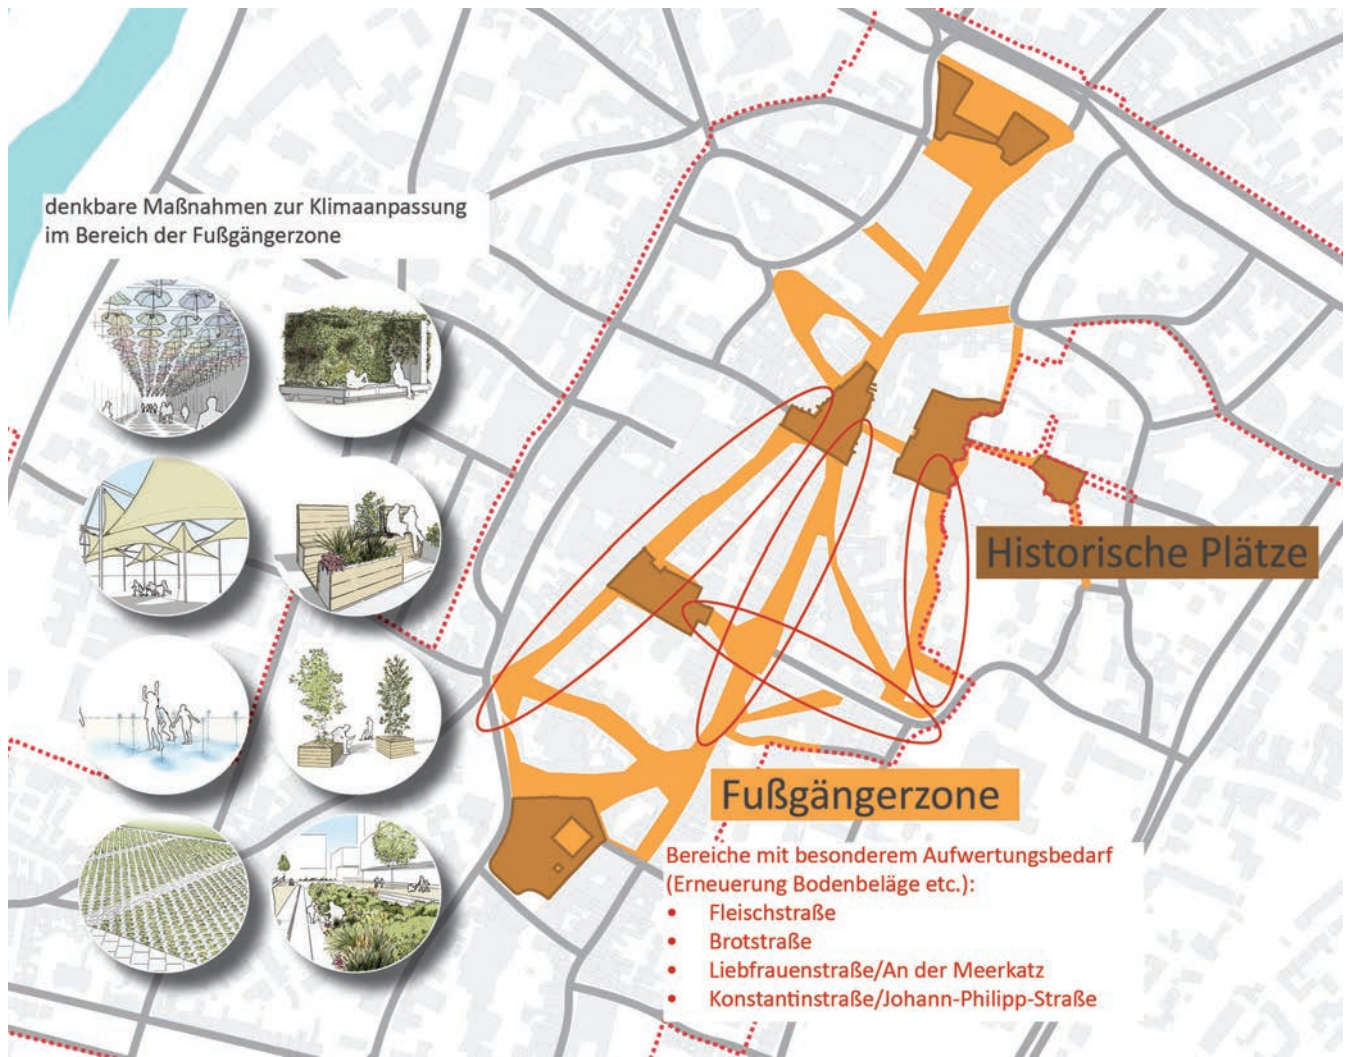 denkbare Maßnahmen zur Klimaanpassung
im Bereich der Fußgängerzone
Historische Plätze
Fußgängerzone
Bereiche mit besonderem Aufwertungsbedarf
(Erneuerung Bodenbeläge etc.):
• Fleischstraße
• Brotstraße
• Liebfrauenstraße/An der Meerkatz
• Konstantinstraße/Johann-Philipp-Straße